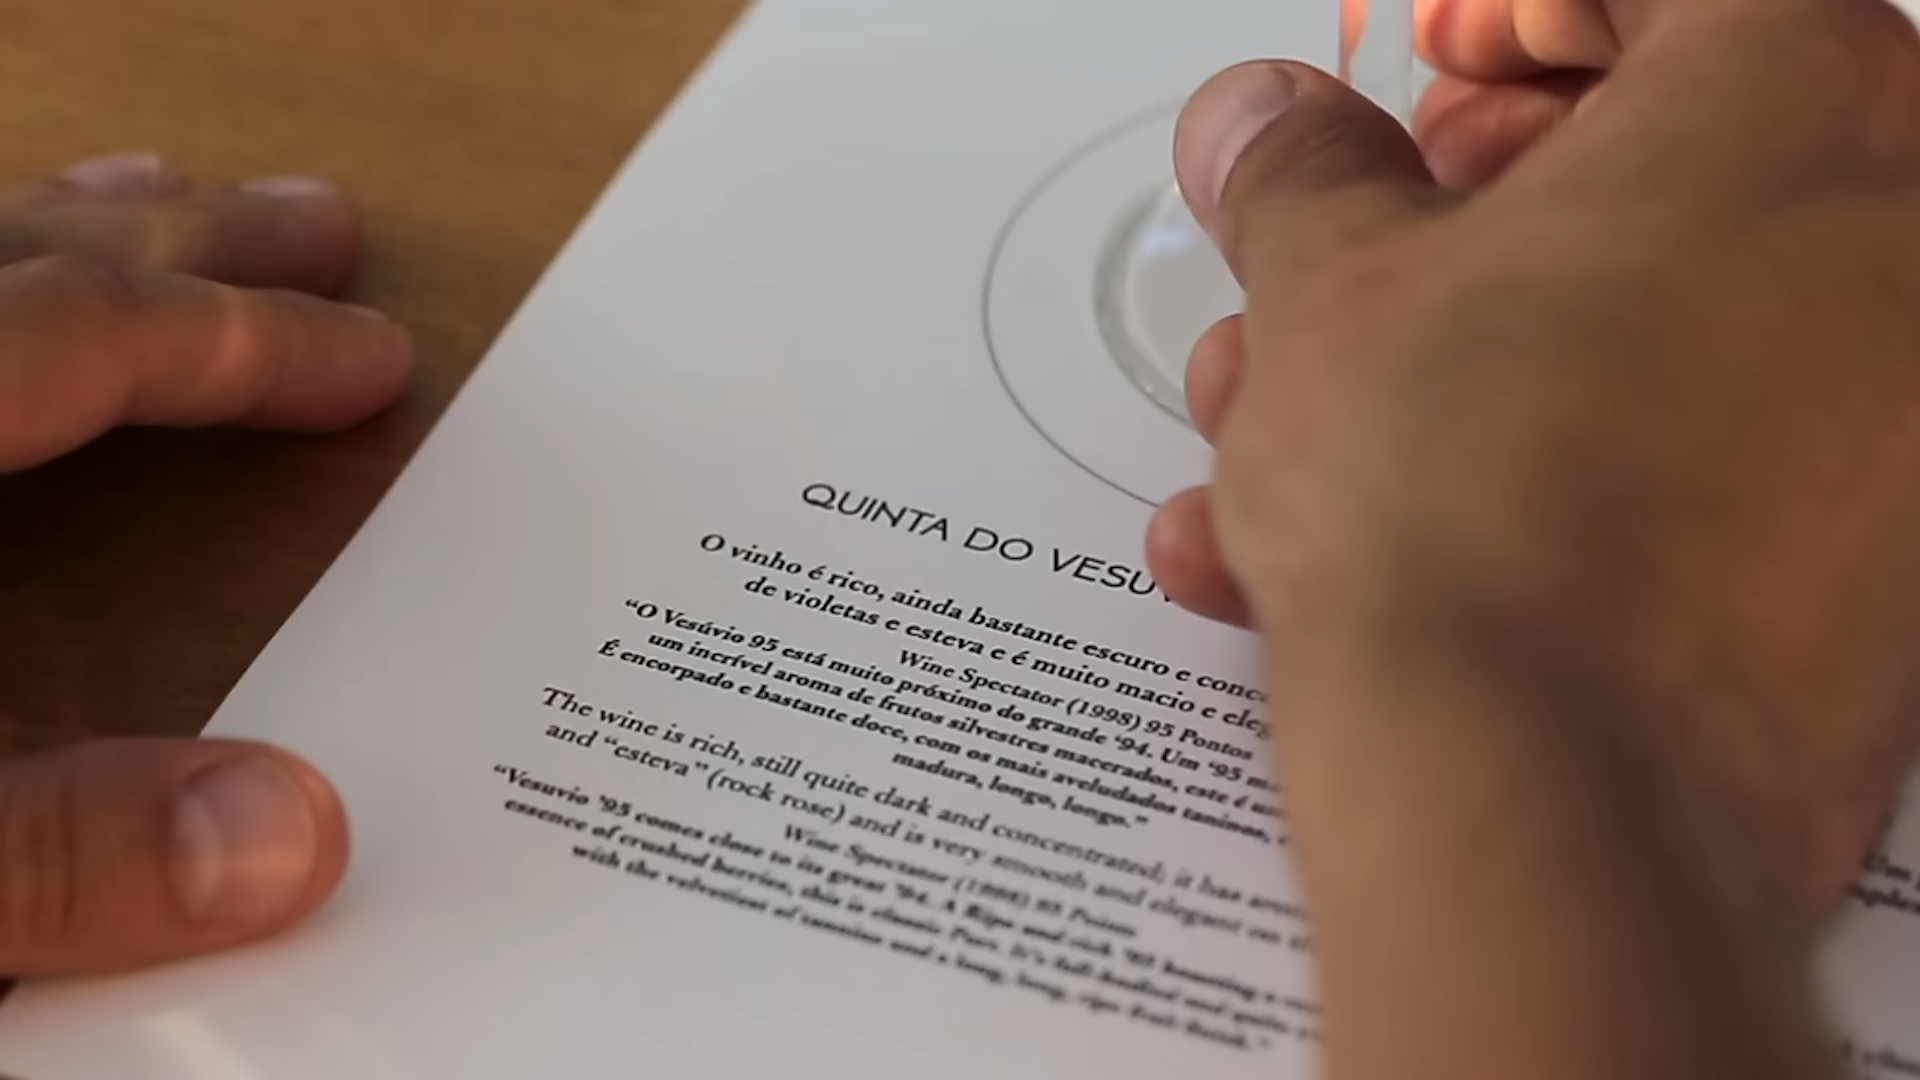 QUINTA DO VESU
O vinho é rico, ainda bastante escuro e conc
de violetas e esteva e é muito macio e eleg
Wine Spectator (1998) 95 Pontos
“O Vesúvio 95 está muito próximo do grande ‘94. Um ‘95 m
um incrível aroma de frutos silvestres macerados, este é u
É encorpado e bastante doce, com os mais aveludados taninos,
madura, longo, longo.”
The wine is rich, still quite dark and concentrated; it has
and “esteva” (rock rose) and is very smooth and elegant on
Wine Spectator (1998) 95 Points
“Vesuvio ’95 comes close to its great ’94. A Ripe and rich ’95 boasting
essence of crushed berries, this is classic Port. It’s full-bodied and quite
with the velvetiest of tannins and a long, long, ripe fruit finish.”